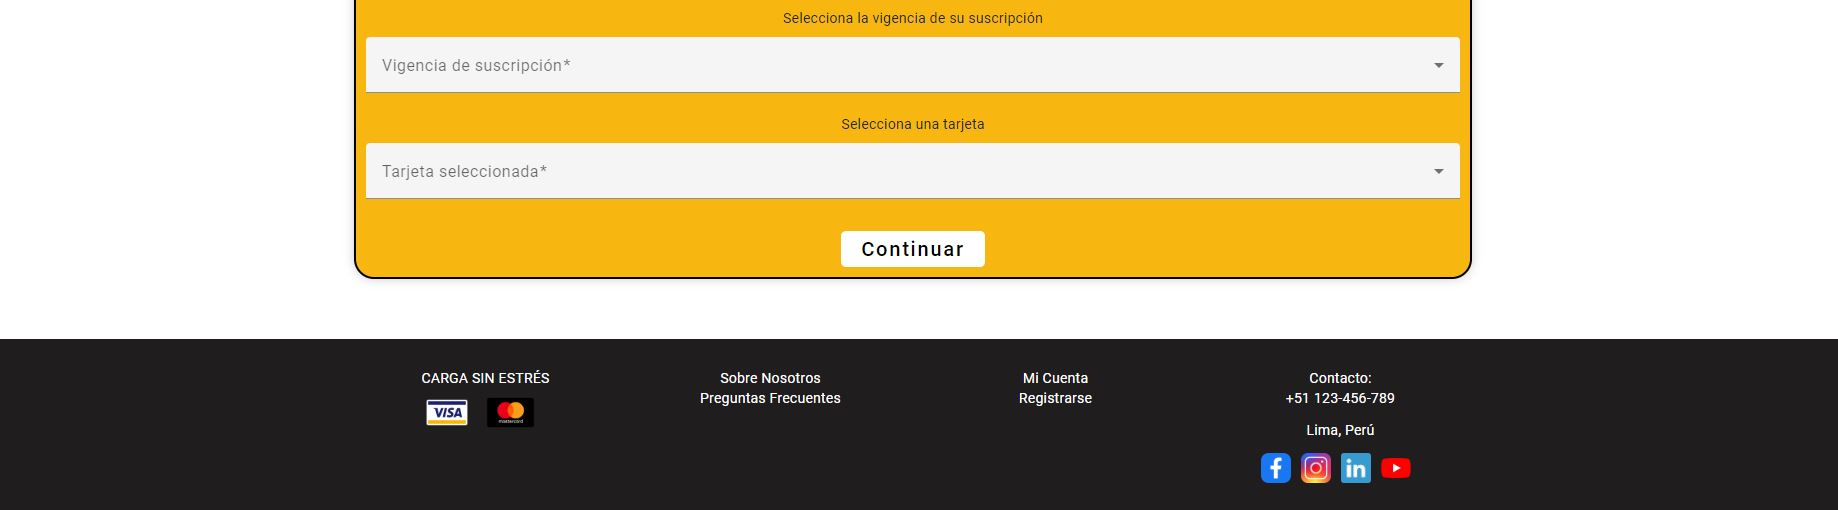 Selecciona la vigencia de su suscripción
Vigencia de suscripción*
Selecciona una tarjeta
Tarjeta seleccionada*
Continuar
CARGA SIN ESTRÉS
VISA
mastercard
Sobre Nosotros
Preguntas Frecuentes
Mi Cuenta
Registrarse
Contacto:
+51 123-456-789
Lima, Perú